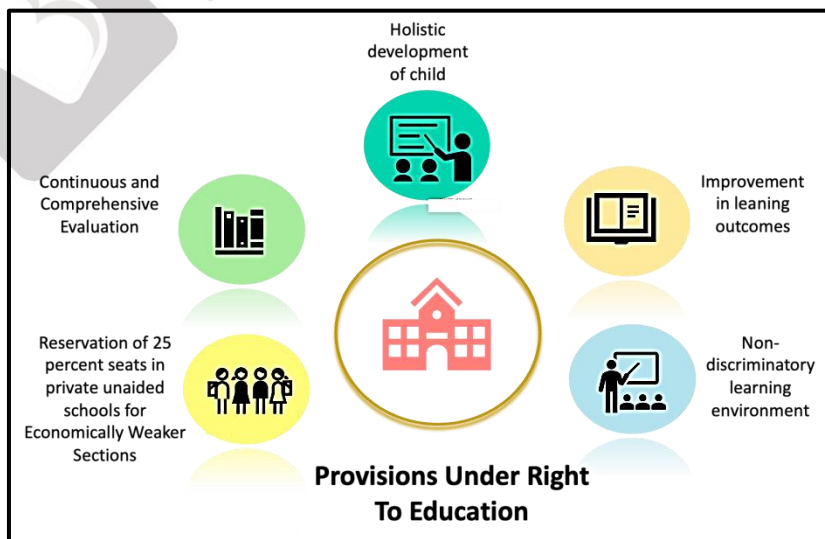 Holistic
development
of child
Continuous and
Comprehensive
Evaluation
Improvement
in leaning
outcomes
Reservation of 25
percent seats in
private unaided
schools for
Economically Weaker
Sections
Non-
discriminatory
learning
environment
Provisions Under Right
To Education